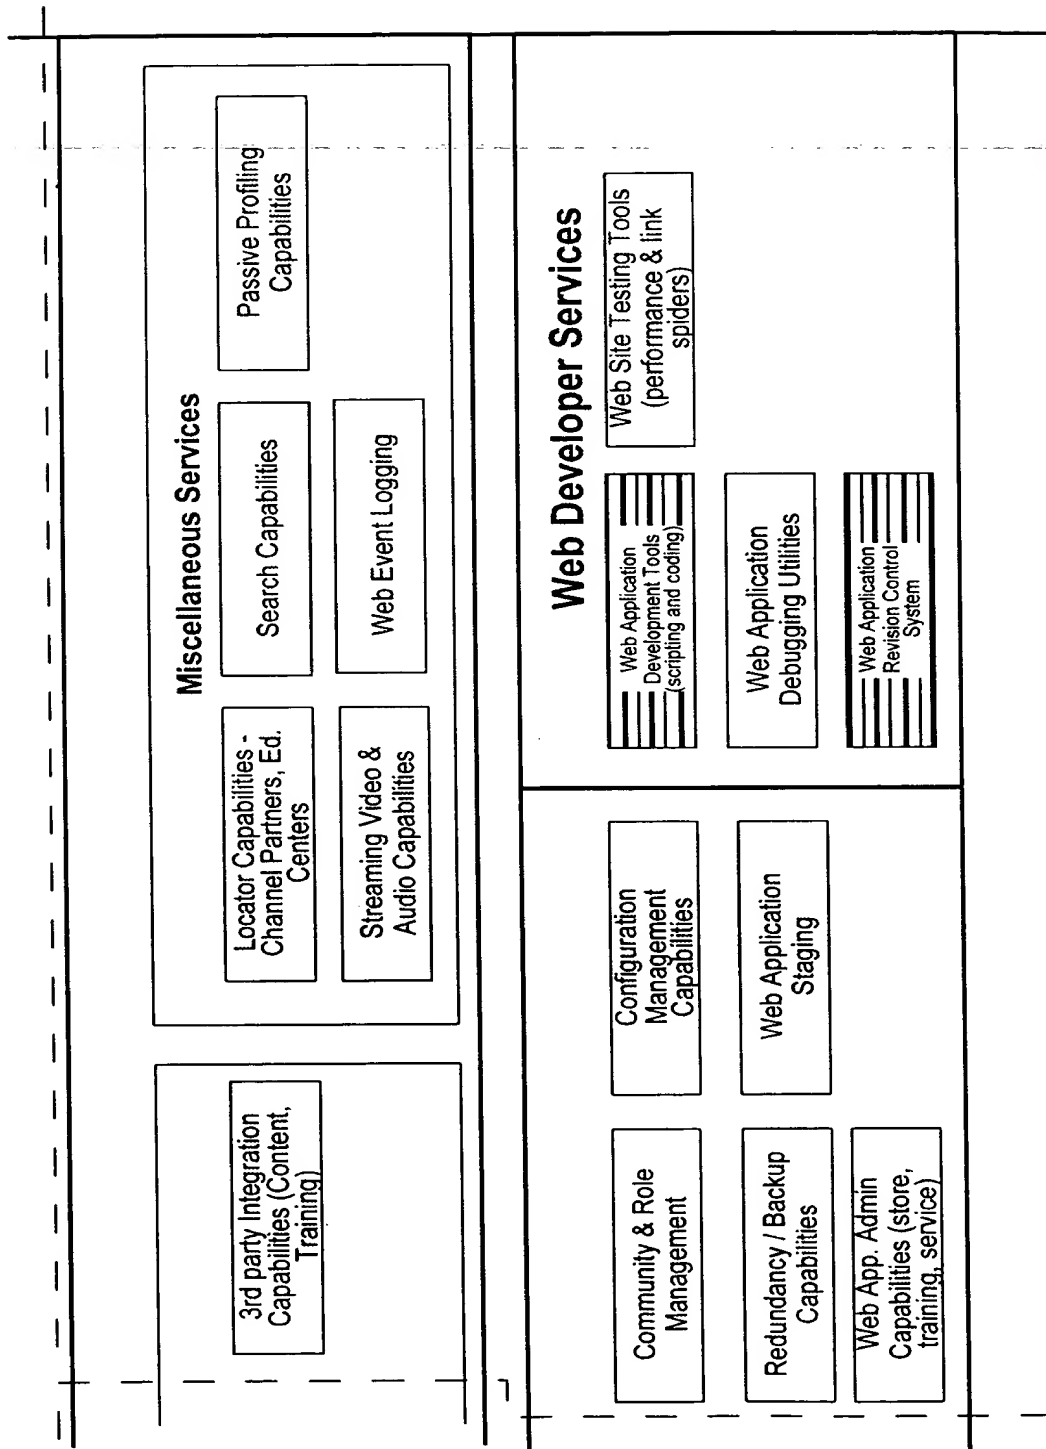 3rd party Integration
Capabilities (Content,
Training)
Miscellaneous Services
Locator Capabilities -
Channel Partners, Ed.
Centers
Search Capabilities
Passive Profiling
Capabilities
Streaming Video &
Audio Capabilities
Web Event Logging
Community & Role
Management
Configuration
Management
Capabilities
Redundancy / Backup
Capabilities
Web Application
Staging
Web App. Admin
Capabilities (store,
training, service)
Web Developer Services
Web Application
Development Tools
(scripting and coding)
Web Site Testing Tools
(performance & link
spiders)
Web Application
Debugging Utilities
Web Application
Revision Control
System